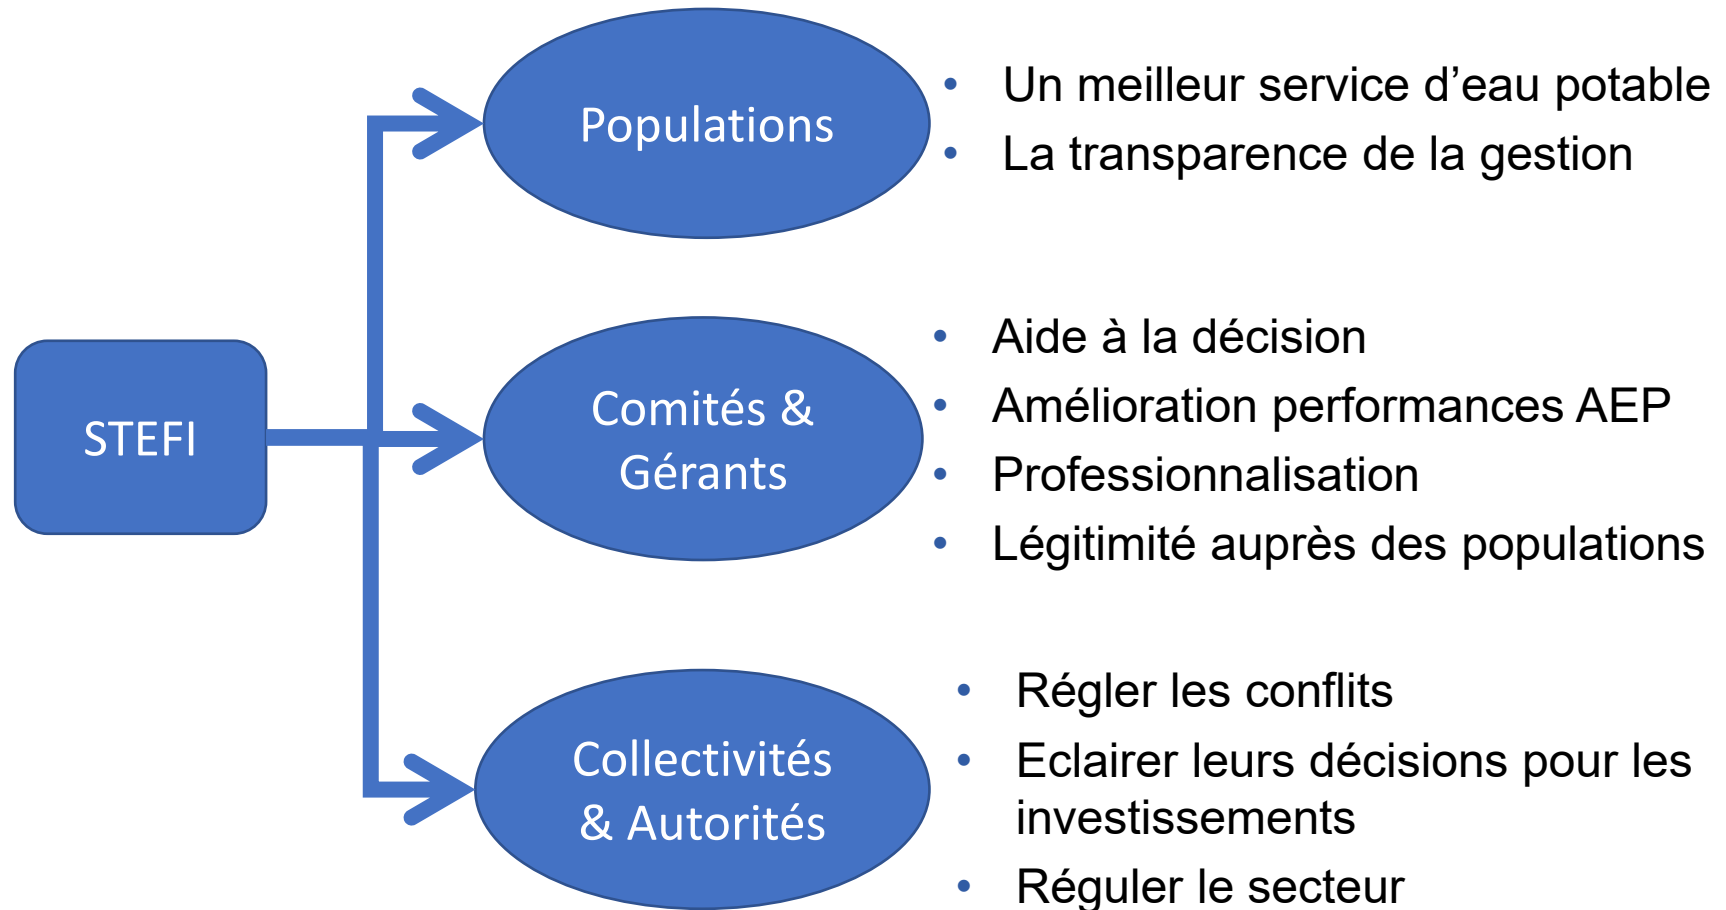 Populations
• Un meilleur service d’eau potable
• La transparence de la gestion
STEFI
Comités &
Gérants
• Aide à la décision
• Amélioration performances AEP
• Professionnalisation
• Légitimité auprès des populations
Collectivités
& Autorités
• Régler les conflits
• Eclairer leurs décisions pour les
investissements
• Réguler le secteur